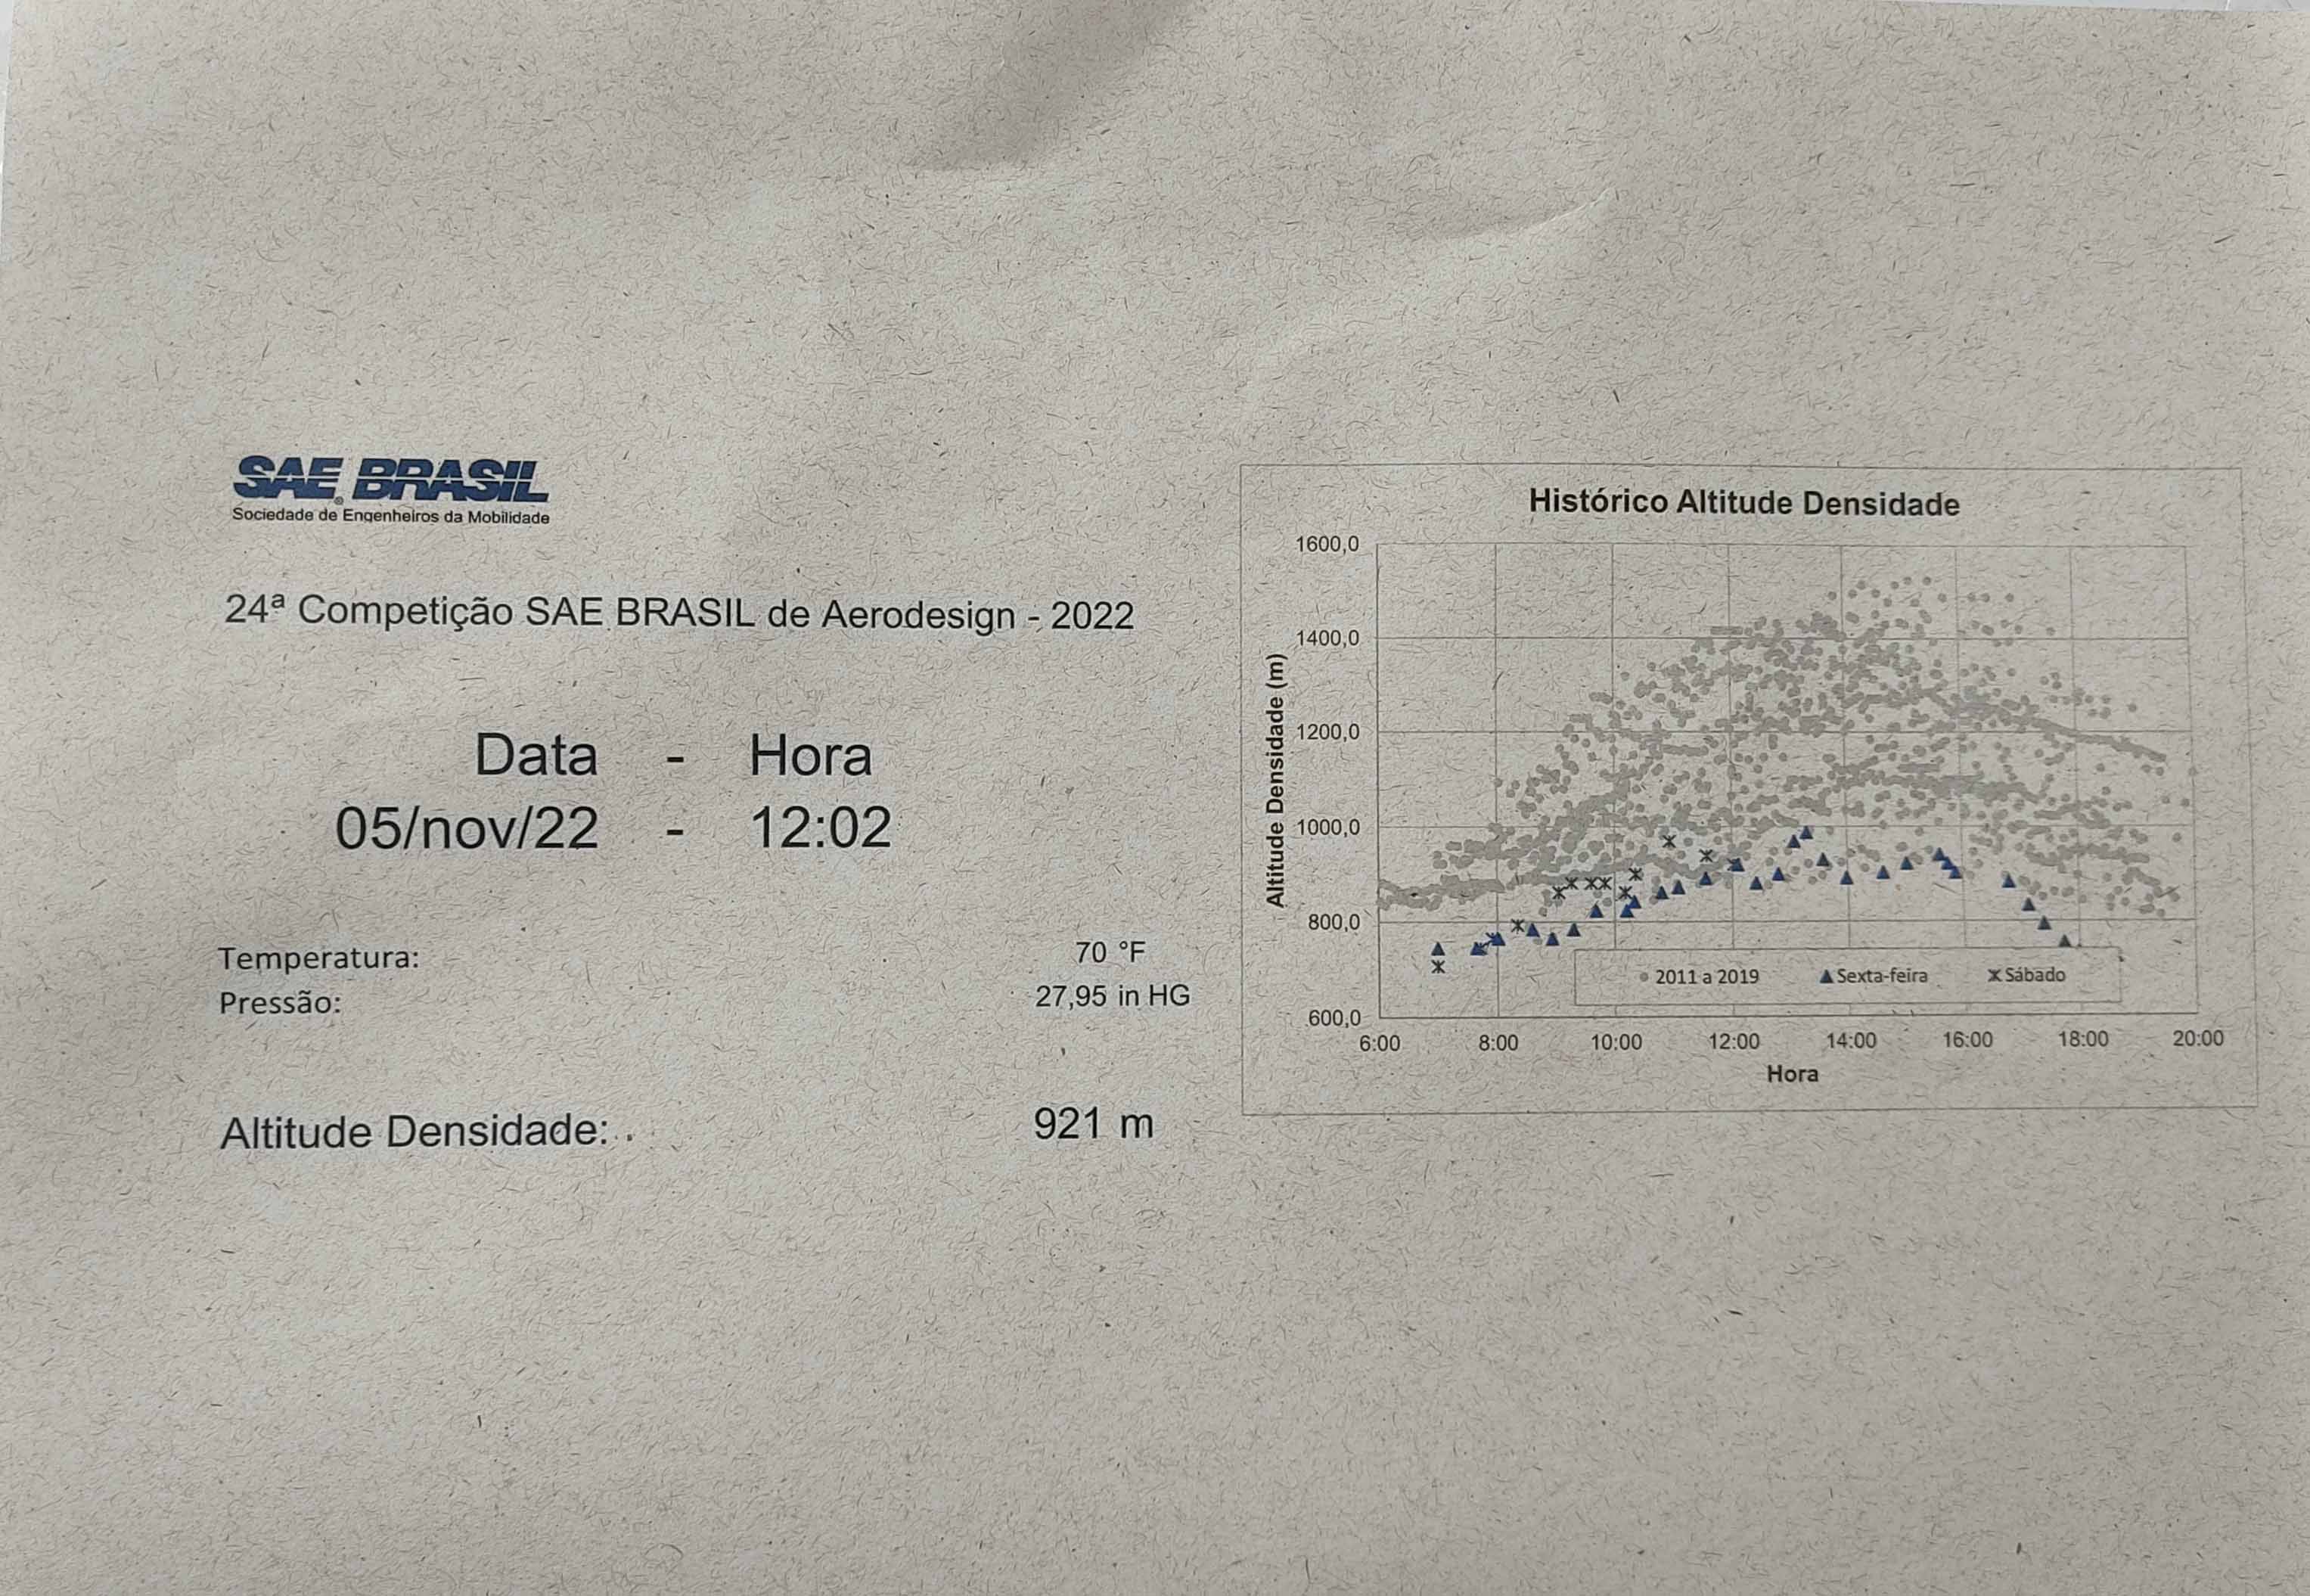 SAE BRASIL
Sociedade de Engenheiros da Mobilidade
24ª Competição SAE BRASIL de Aerodesign - 2022
Data - Hora
05/nov/22 - 12:02
Temperatura: 70 °F
Pressão: 27,95 in HG
Altitude Densidade: 921 m
Histórico Altitude Densidade
Altitude Densidade (m)
1600,0
1400,0
1200,0
1000,0
800,0
600,0
2011 a 2019 Sexta-feira Sábado
6:00 8:00 10:00 12:00 14:00 16:00 18:00 20:00
Hora